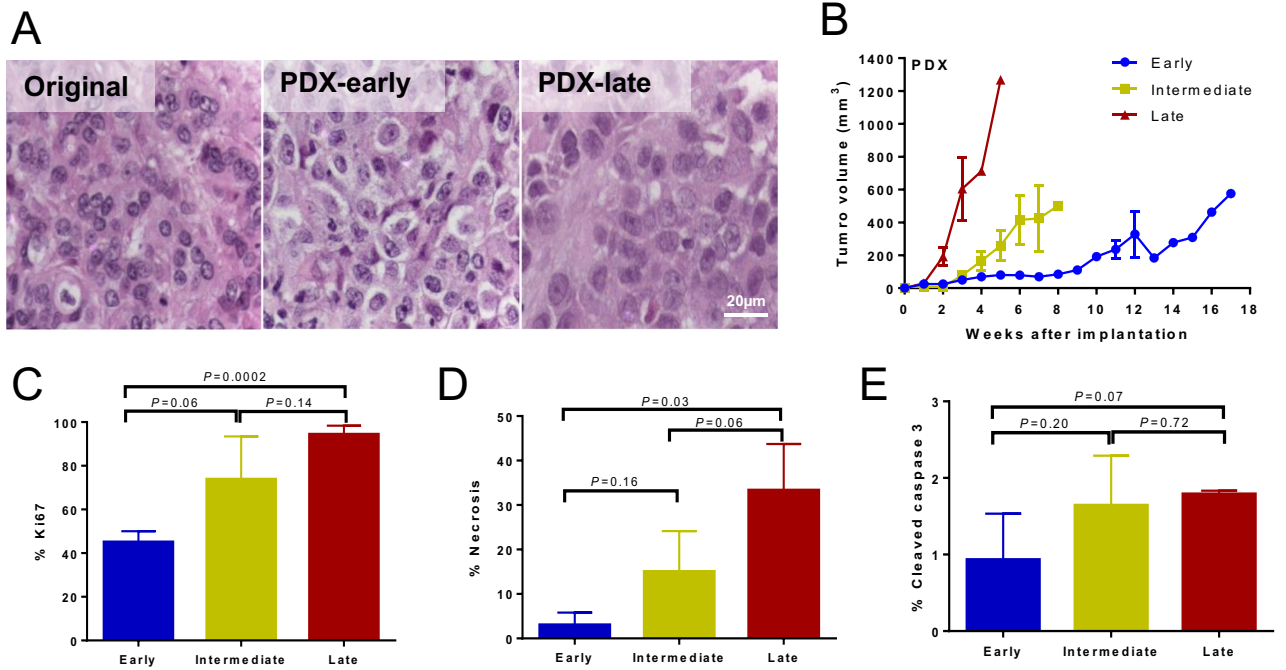 A
Original
PDX-early
PDX-late
20µm
B
PDX
Early
Intermediate
Late
Tumro volume (mm3)
1400
1200
1000
800
600
400
200
0
0 2 4 6 8 10 12 14 16 18
Weeks after implantation
C
P=0.0002
P=0.06
P=0.14
% Ki67
100
80
60
40
20
0
Early Intermediate Late
D
P=0.03
P=0.06
P=0.16
% Necrosis
50
40
30
20
10
0
Early Intermediate Late
E
P=0.07
P=0.20
P=0.72
% Cleaved caspase 3
3
2
1
0
Early Intermediate Late